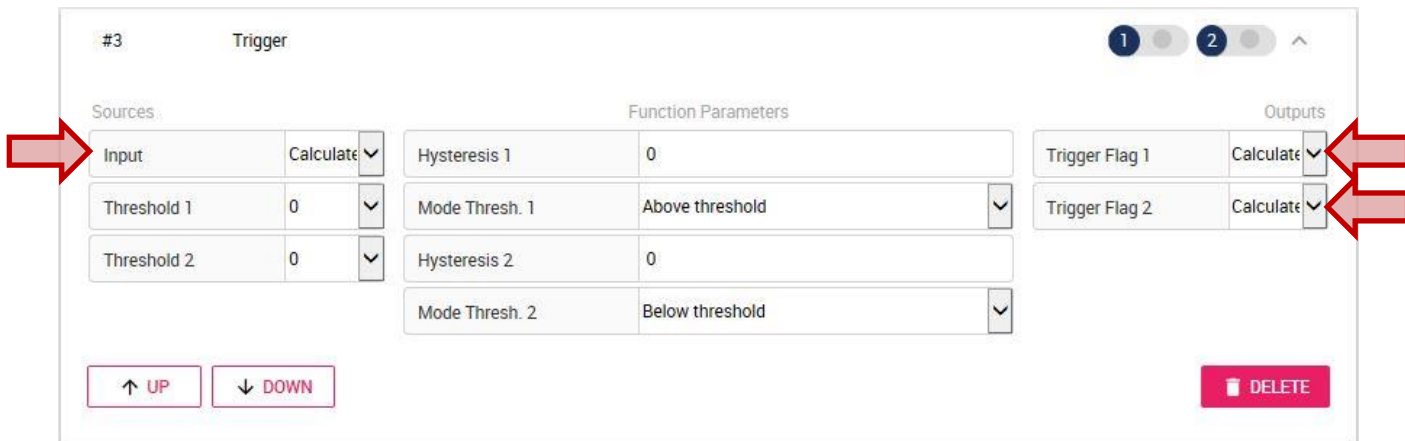 #3 Trigger 1 2
Sources Function Parameters Outputs
Input Calculate Hysteresis 1 0 Trigger Flag 1 Calculate
Threshold 1 0 Mode Thresh. 1 Above threshold Trigger Flag 2 Calculate
Threshold 2 0 Hysteresis 2 0
Mode Thresh. 2 Below threshold
UP DOWN DELETE